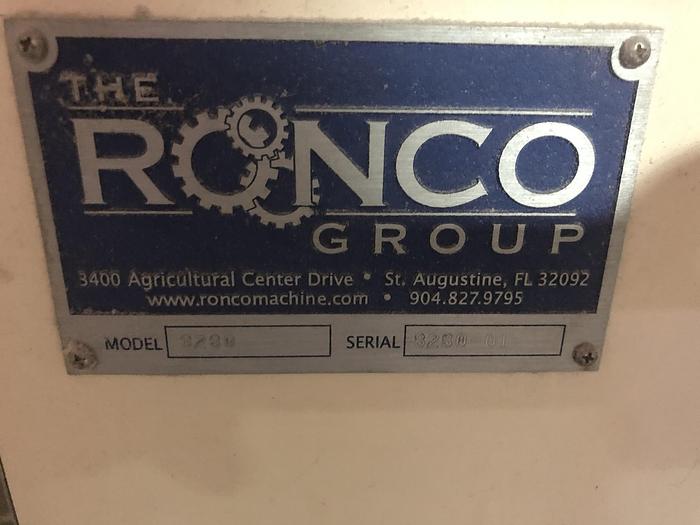 THE
RONCO
GROUP
3400 Agricultural Center Drive • St. Augustine, FL 32092
www.roncomachine.com • 904.827.9795
MODEL SERIAL